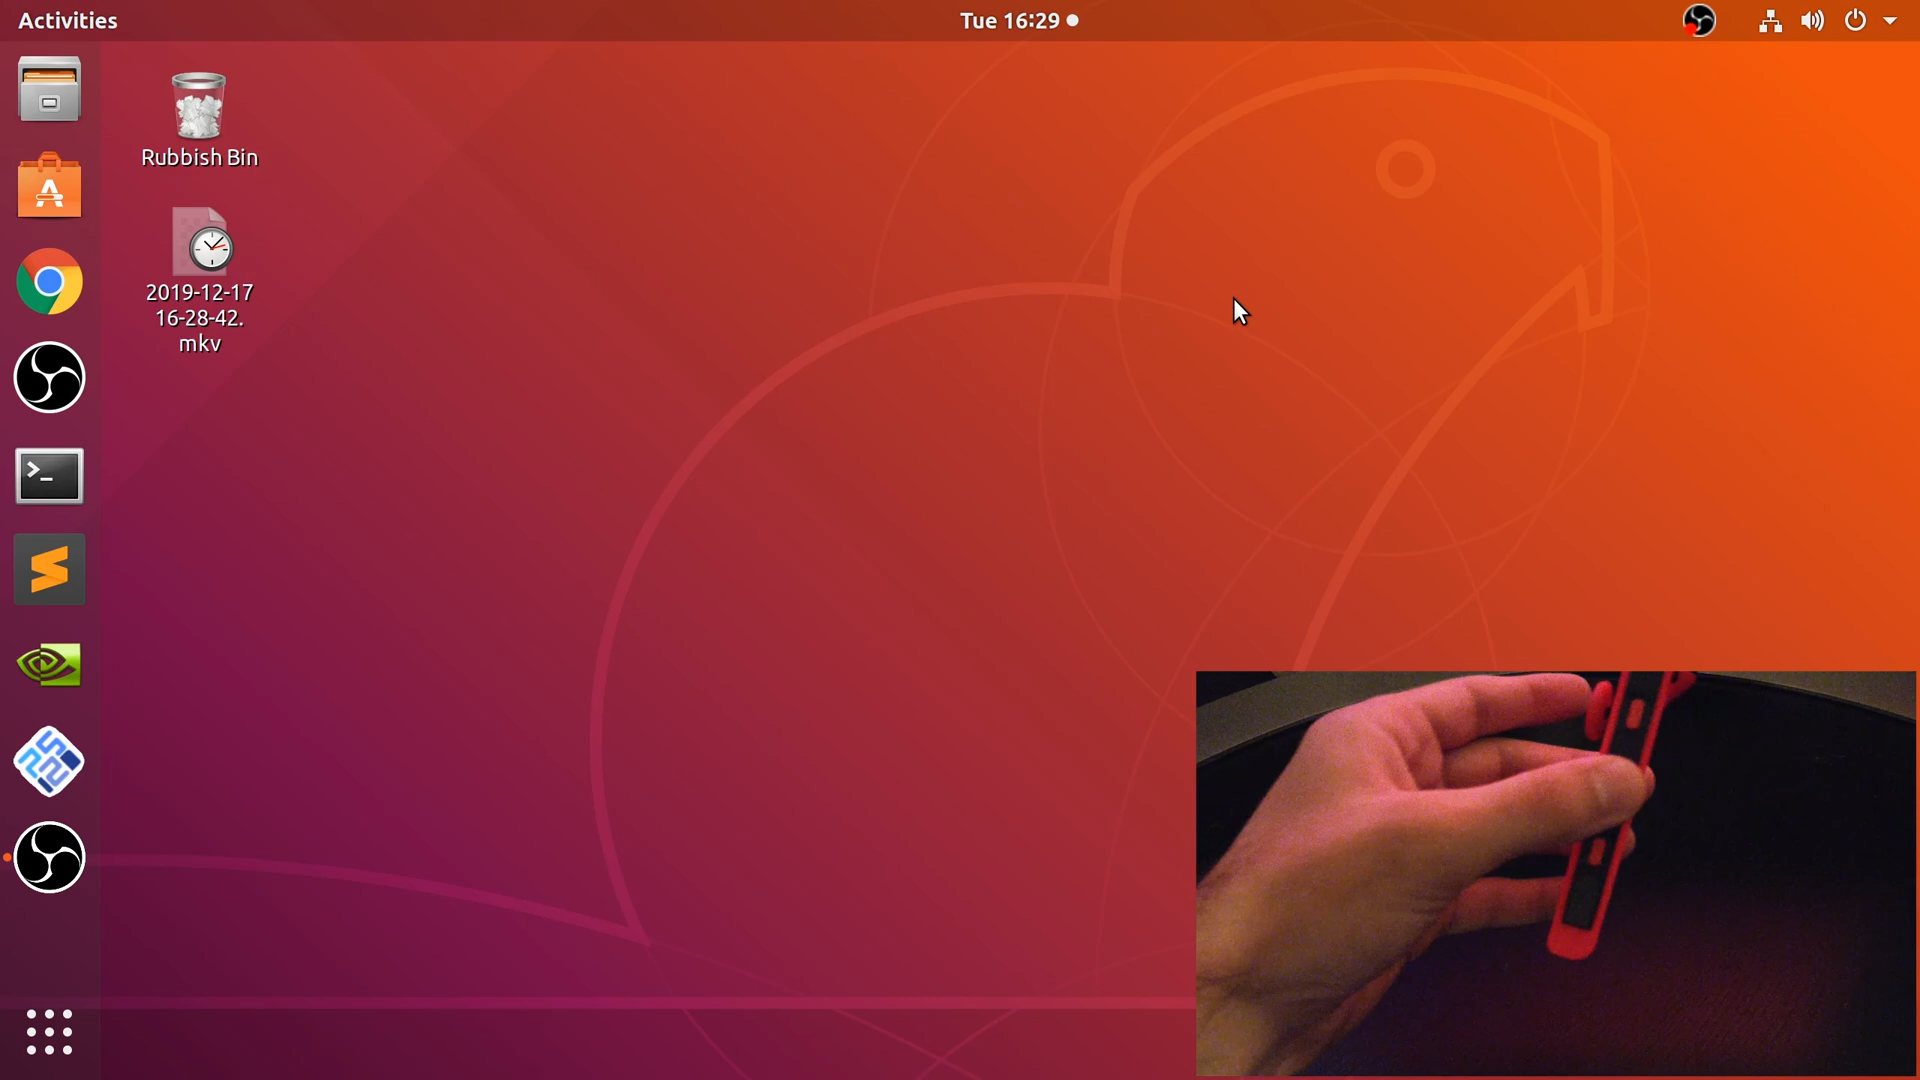 Activities
Tue 16:29
Rubbish Bin
2019-12-17
16-28-42.
mkv